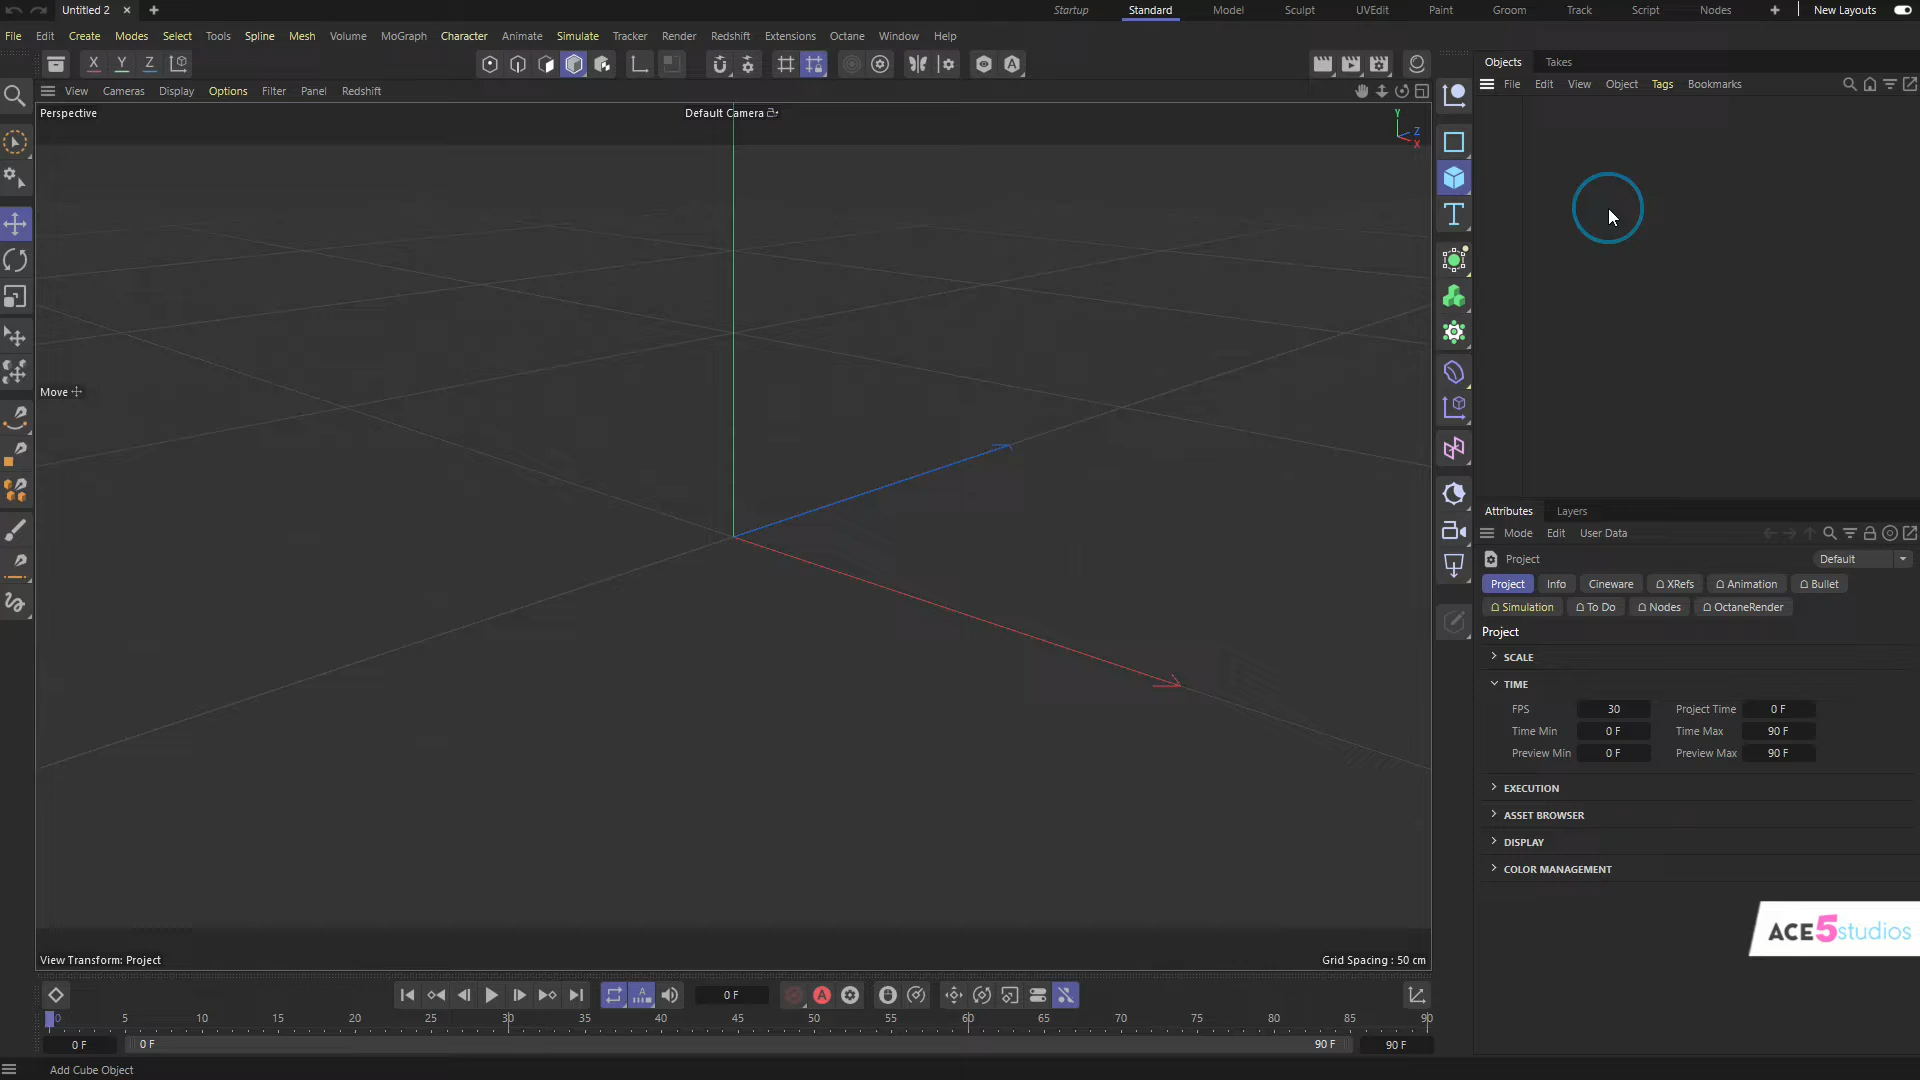 Untitled 2
Startup
Standard
Model
Sculpt
UVEdit
Paint
Groom
Track
Script
Nodes
New Layouts
File Edit Create Modes Select Tools Spline Mesh Volume MoGraph Character Animate Simulate Tracker Render Redshift Extensions Octane Window Help
X Y Z
Objects Takes
File Edit View Object Tags Bookmarks
View Cameras Display Options Filter Panel Redshift
Perspective
Default Camera
Y
Z
X
Move
View Transform: Project
Grid Spacing : 50 cm
Attributes Layers
Mode Edit User Data
Project
Default
Project Info Cineware XRefs Animation Bullet
Simulation To Do Nodes OctaneRender
Project
SCALE
TIME
FPS 30 Project Time 0 F
Time Min 0 F Time Max 90 F
Preview Min 0 F Preview Max 90 F
EXECUTION
ASSET BROWSER
DISPLAY
COLOR MANAGEMENT
ACE5studios
0 F
0 5 10 15 20 25 30 35 40 45 50 55 60 65 70 75 80 85 90
0 F 0 F 90 F 90 F
Add Cube Object